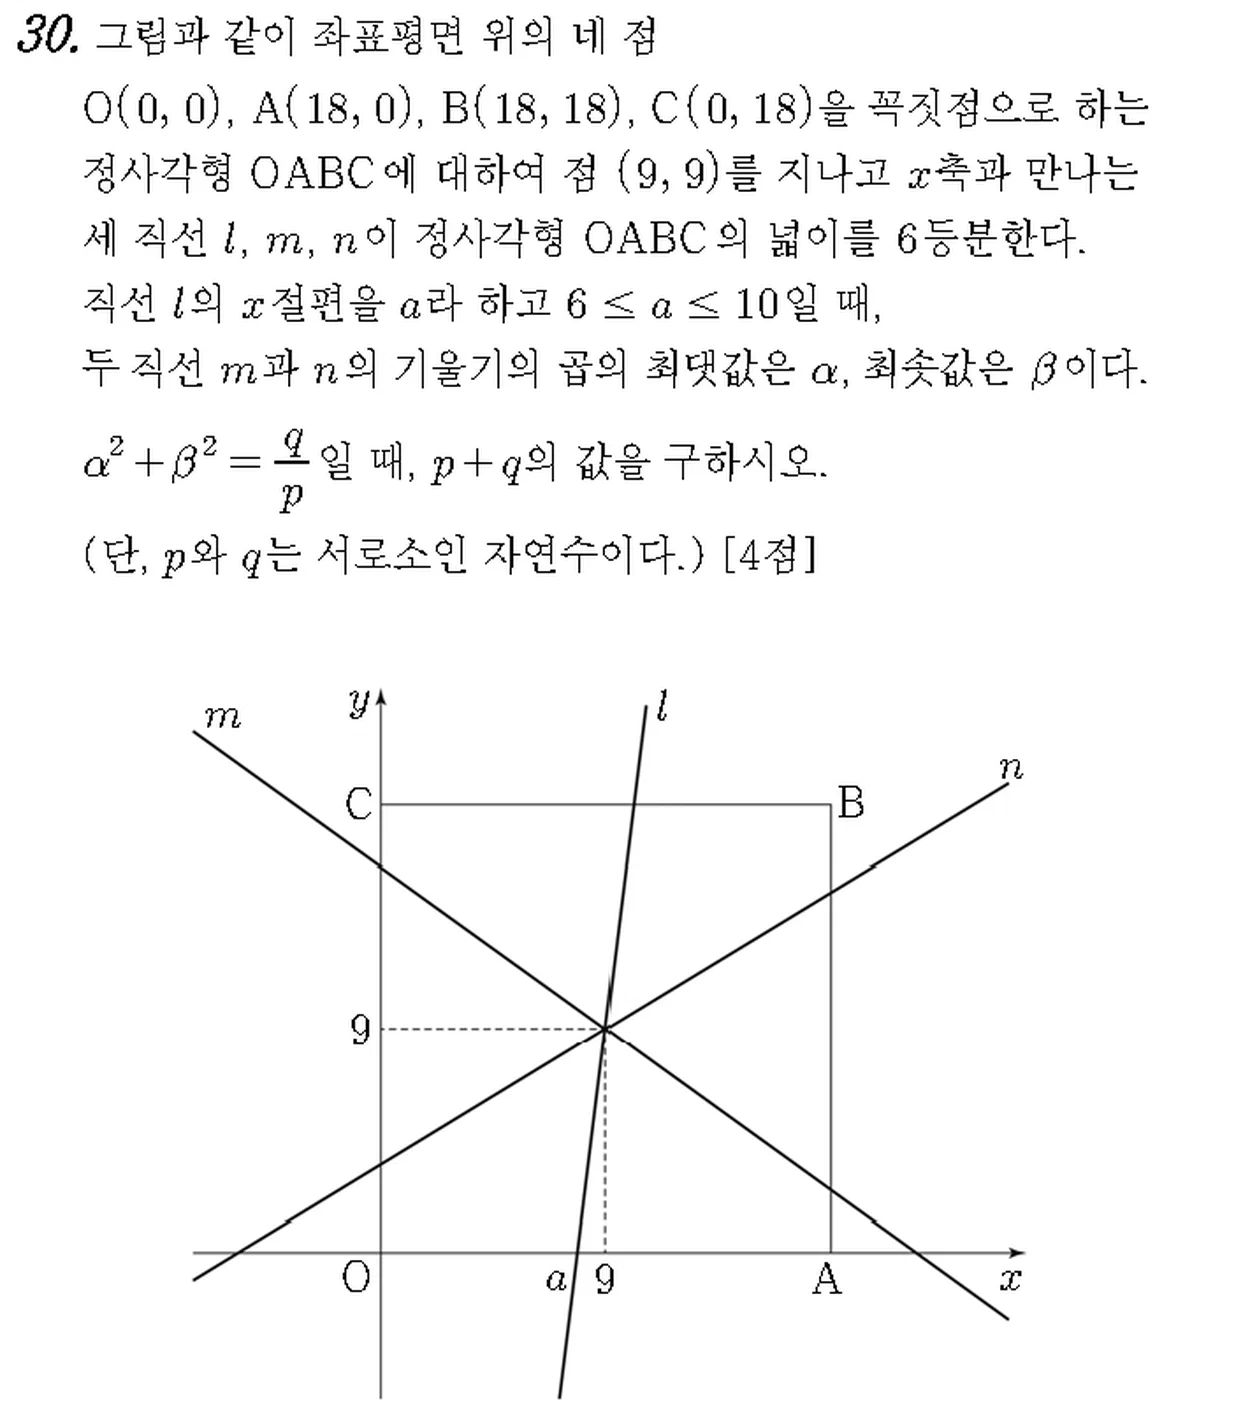 30. 그림과 같이 좌표평면 위의 네 점
O(0, 0), A(18, 0), B(18, 18), C(0, 18)을 꼭짓점으로 하는
정사각형 OABC에 대하여 점 (9, 9)를 지나고 x축과 만나는
세 직선 l, m, n이 정사각형 OABC의 넓이를 6등분한다.
직선 l의 x절편을 a라 하고 6 ≤ a ≤ 10일 때,
두 직선 m과 n의 기울기의 곱의 최댓값은 α, 최솟값은 β이다.
α² + β² = q/p 일 때, p+q의 값을 구하시오.
(단, p와 q는 서로소인 자연수이다.) [4점]
m
y
l
n
C
B
9
O
a
9
A
x